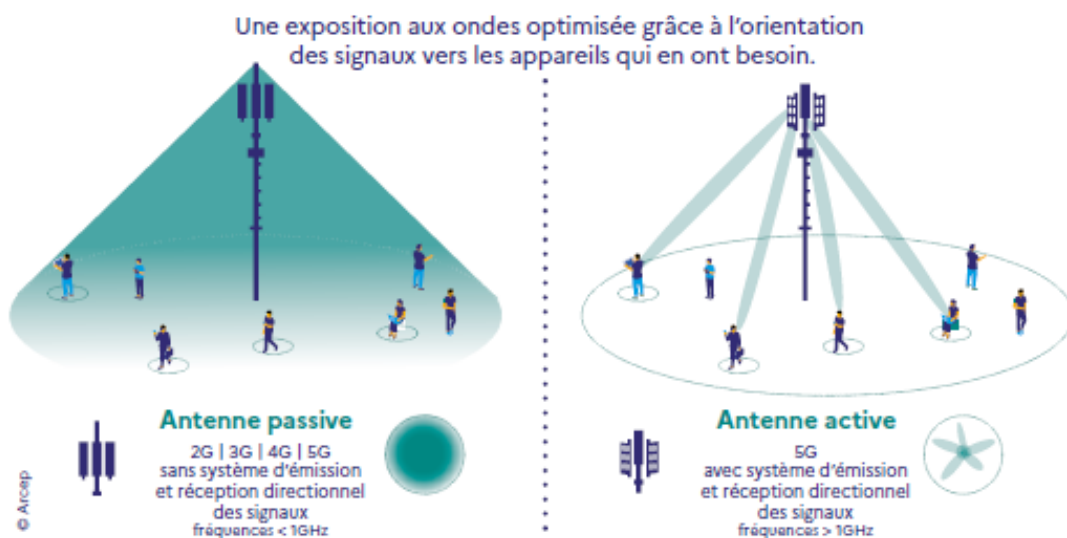 Une exposition aux ondes optimisée grâce à l'orientation
des signaux vers les appareils qui en ont besoin.
Antenne passive
2G | 3G | 4G | 5G
sans système d'émission
et réception directionnel
des signaux
fréquences < 1GHz
Antenne active
5G
avec système d'émission
et réception directionnel
des signaux
fréquences > 1GHz
© Arcep